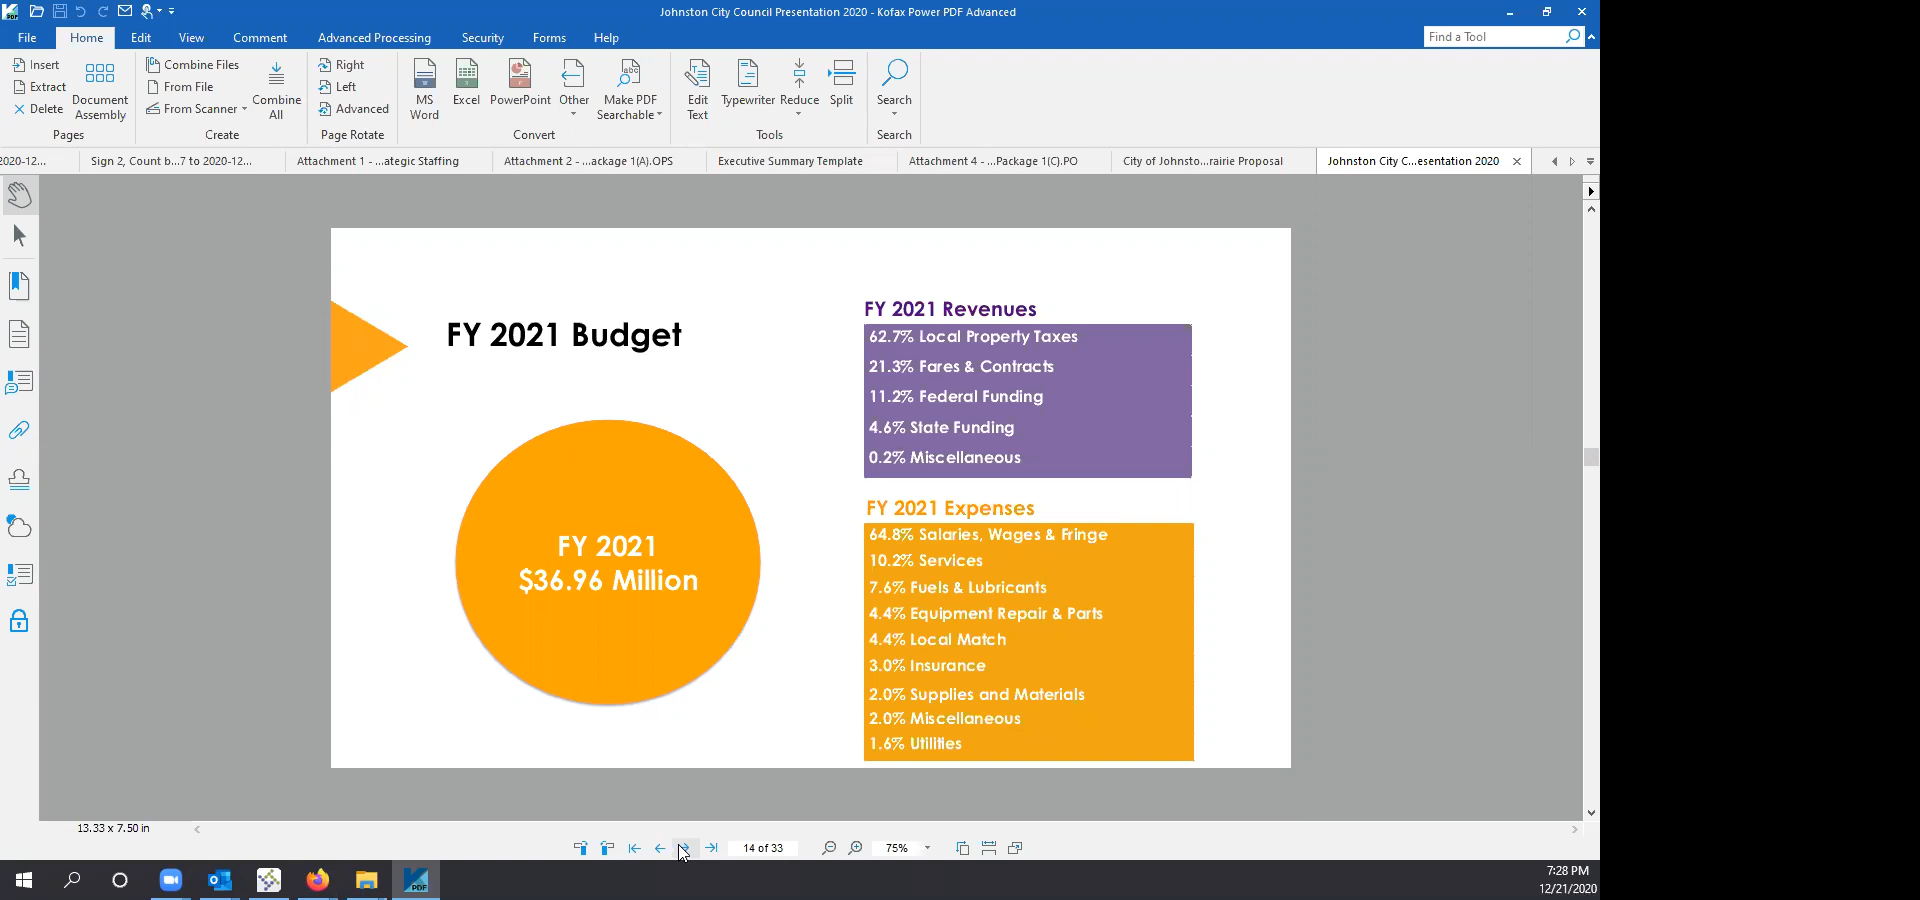 Johnston City Council Presentation 2020 - Kofax Power PDF Advanced
File Home Edit View Comment Advanced Processing Security Forms Help
Find a Tool
Insert
Extract
Delete
Document
Assembly
Pages
Combine Files
From File
From Scanner
Combine
All
Create
Right
Left
Advanced
Page Rotate
MS
Word
Excel
PowerPoint
Other
Make PDF
Searchable
Convert
Edit
Text
Typewriter
Reduce
Split
Tools
Search
Search
2020-12...
Sign 2, Count b...7 to 2020-12...
Attachment 1 - ...ategic Staffing
Attachment 2 - ...ackage 1(A).OPS
Executive Summary Template
Attachment 4 - ...Package 1(C).PO
City of Johnsto...rairie Proposal
Johnston City C...esentation 2020
FY 2021 Budget
FY 2021
$36.96 Million
FY 2021 Revenues
62.7% Local Property Taxes
21.3% Fares & Contracts
11.2% Federal Funding
4.6% State Funding
0.2% Miscellaneous
FY 2021 Expenses
64.8% Salaries, Wages & Fringe
10.2% Services
7.6% Fuels & Lubricants
4.4% Equipment Repair & Parts
4.4% Local Match
3.0% Insurance
2.0% Supplies and Materials
2.0% Miscellaneous
1.6% Utilities
13.33 x 7.50 in
14 of 33
75%
PDF
7:28 PM
12/21/2020